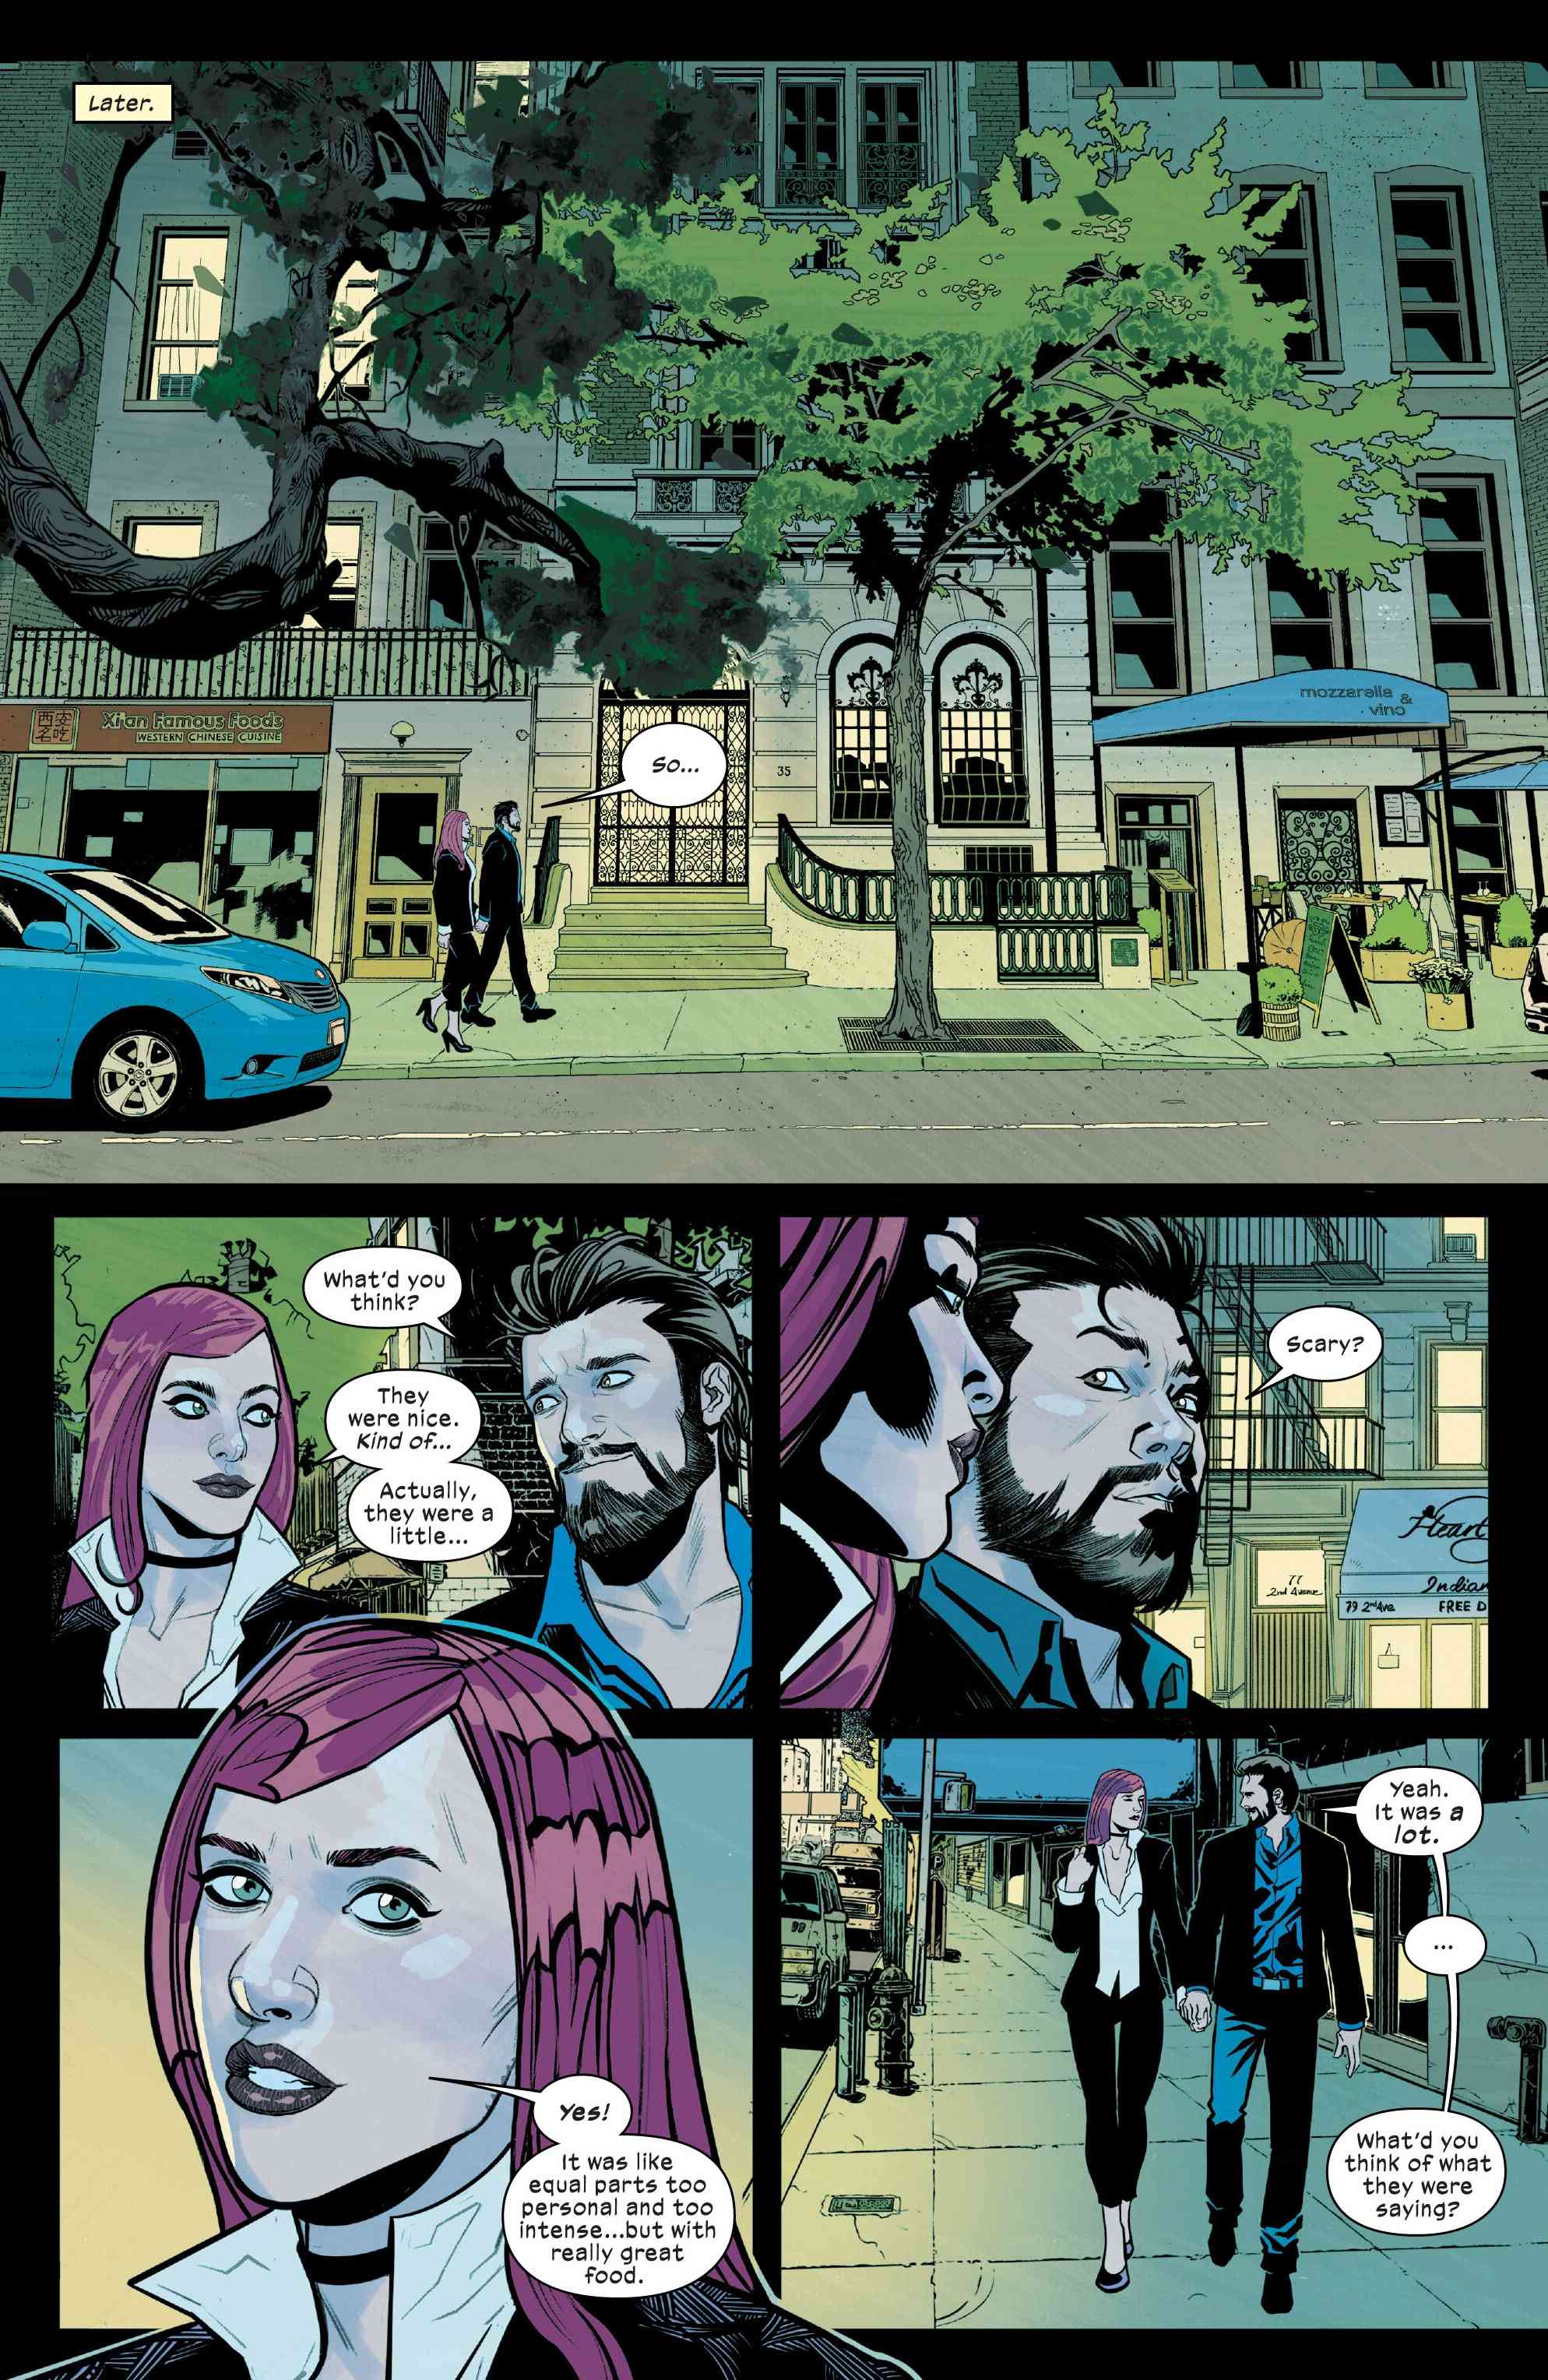 Later.
西安
名吃
Xi'an Famous Foods
WESTERN CHINESE CUISINE
mozzarella
&
vino
So...
35
What'd you
think?
They
were nice.
Kind of...
Actually,
they were a
little...
Scary?
Heart
Indian
77
2nd Avenue
79 2nd Ave
FREE D
Yes!
It was like
equal parts too
personal and too
intense...but with
really great
food.
Yeah.
It was a
lot.
...
What'd you
think of what
they were
saying?